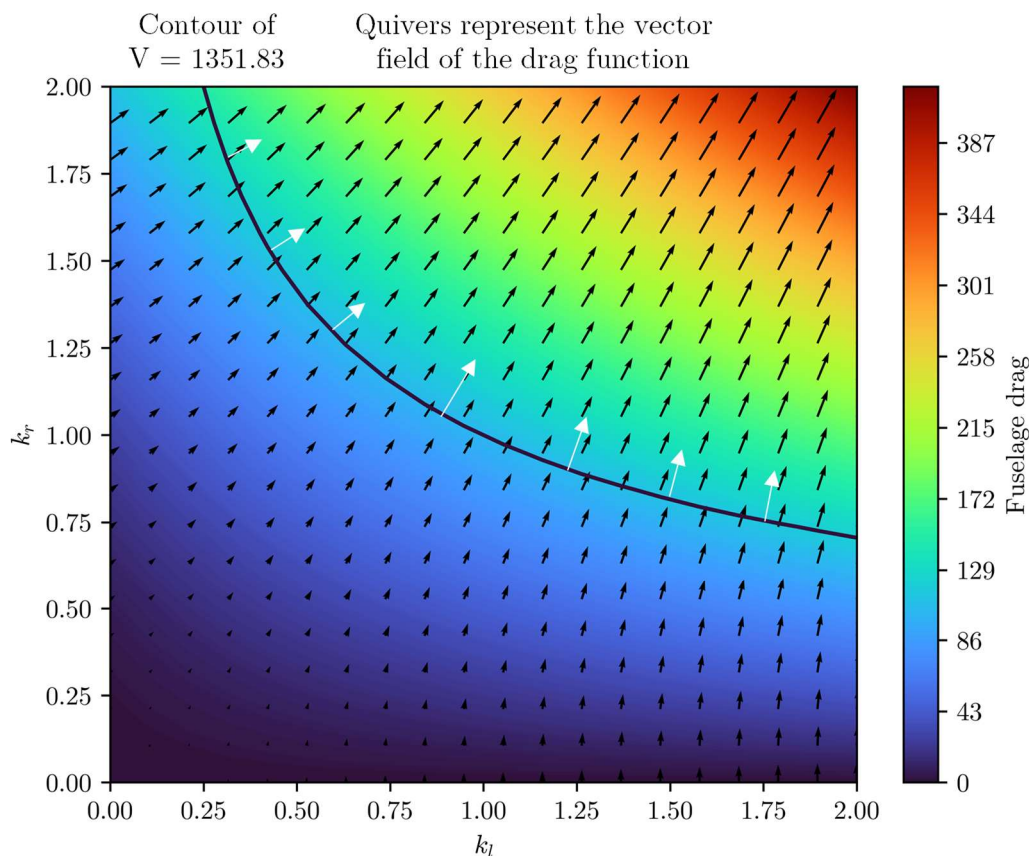 Contour of
V = 1351.83
Quivers represent the vector
field of the drag function
2.00
1.75
1.50
1.25
1.00
0.75
0.50
0.25
0.00
k_r
0.00 0.25 0.50 0.75 1.00 1.25 1.50 1.75 2.00
k_l
387
344
301
258
215
172
129
86
43
0
Fuselage drag